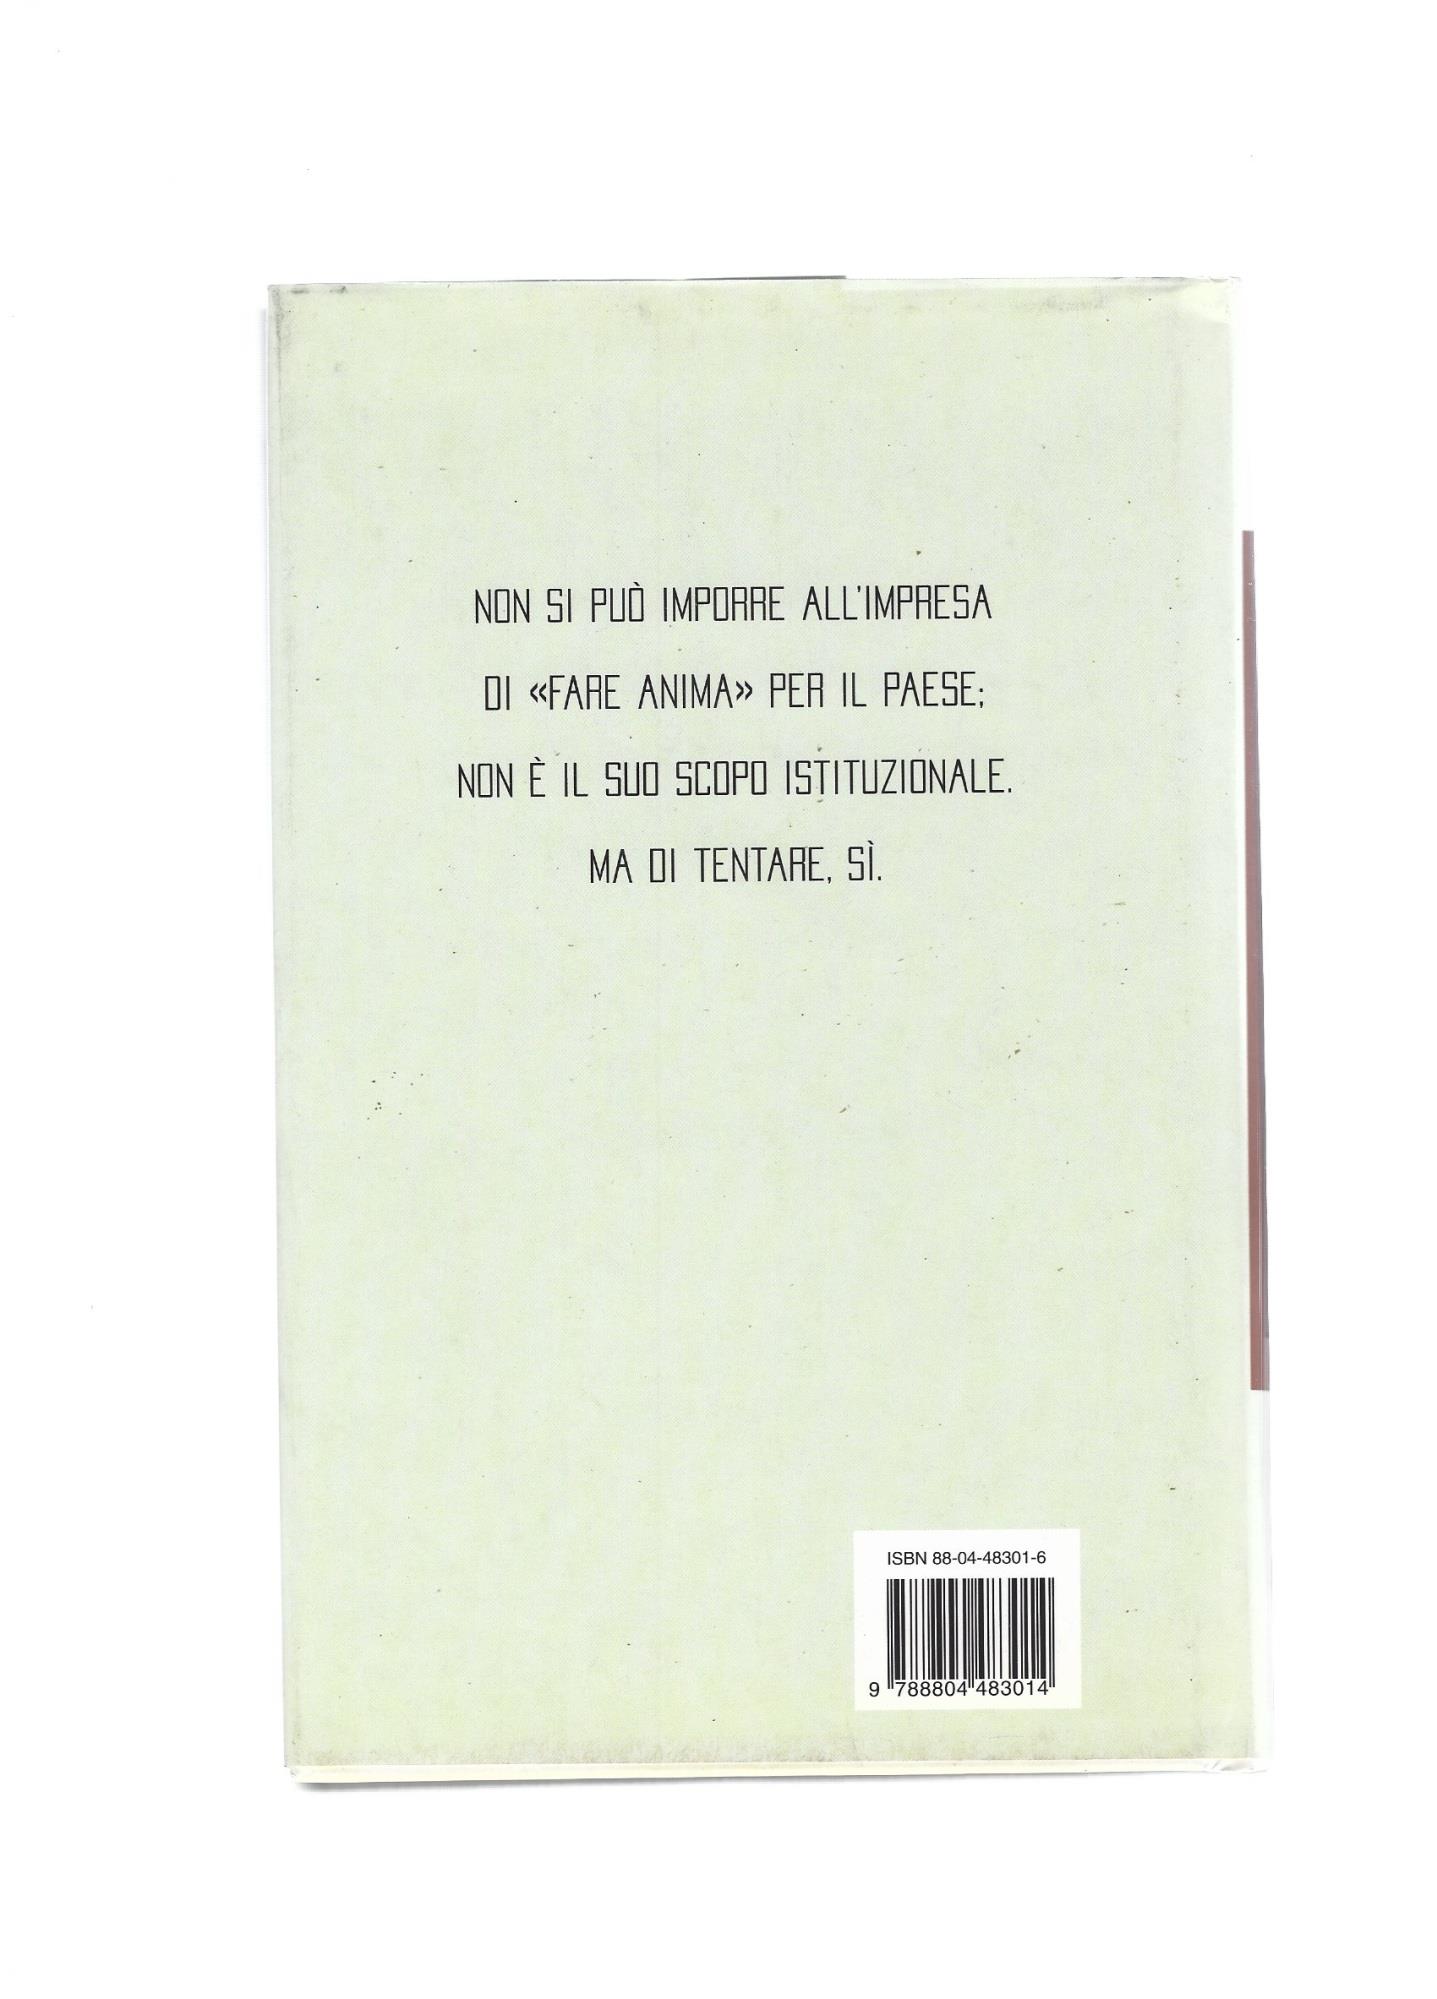 NON SI PUÒ IMPORRE ALL'IMPRESA
DI «FARE ANIMA» PER IL PAESE;
NON È IL SUO SCOPO ISTITUZIONALE.
MA DI TENTARE, SÌ.
ISBN 88-04-48301-6
9 788804 483014